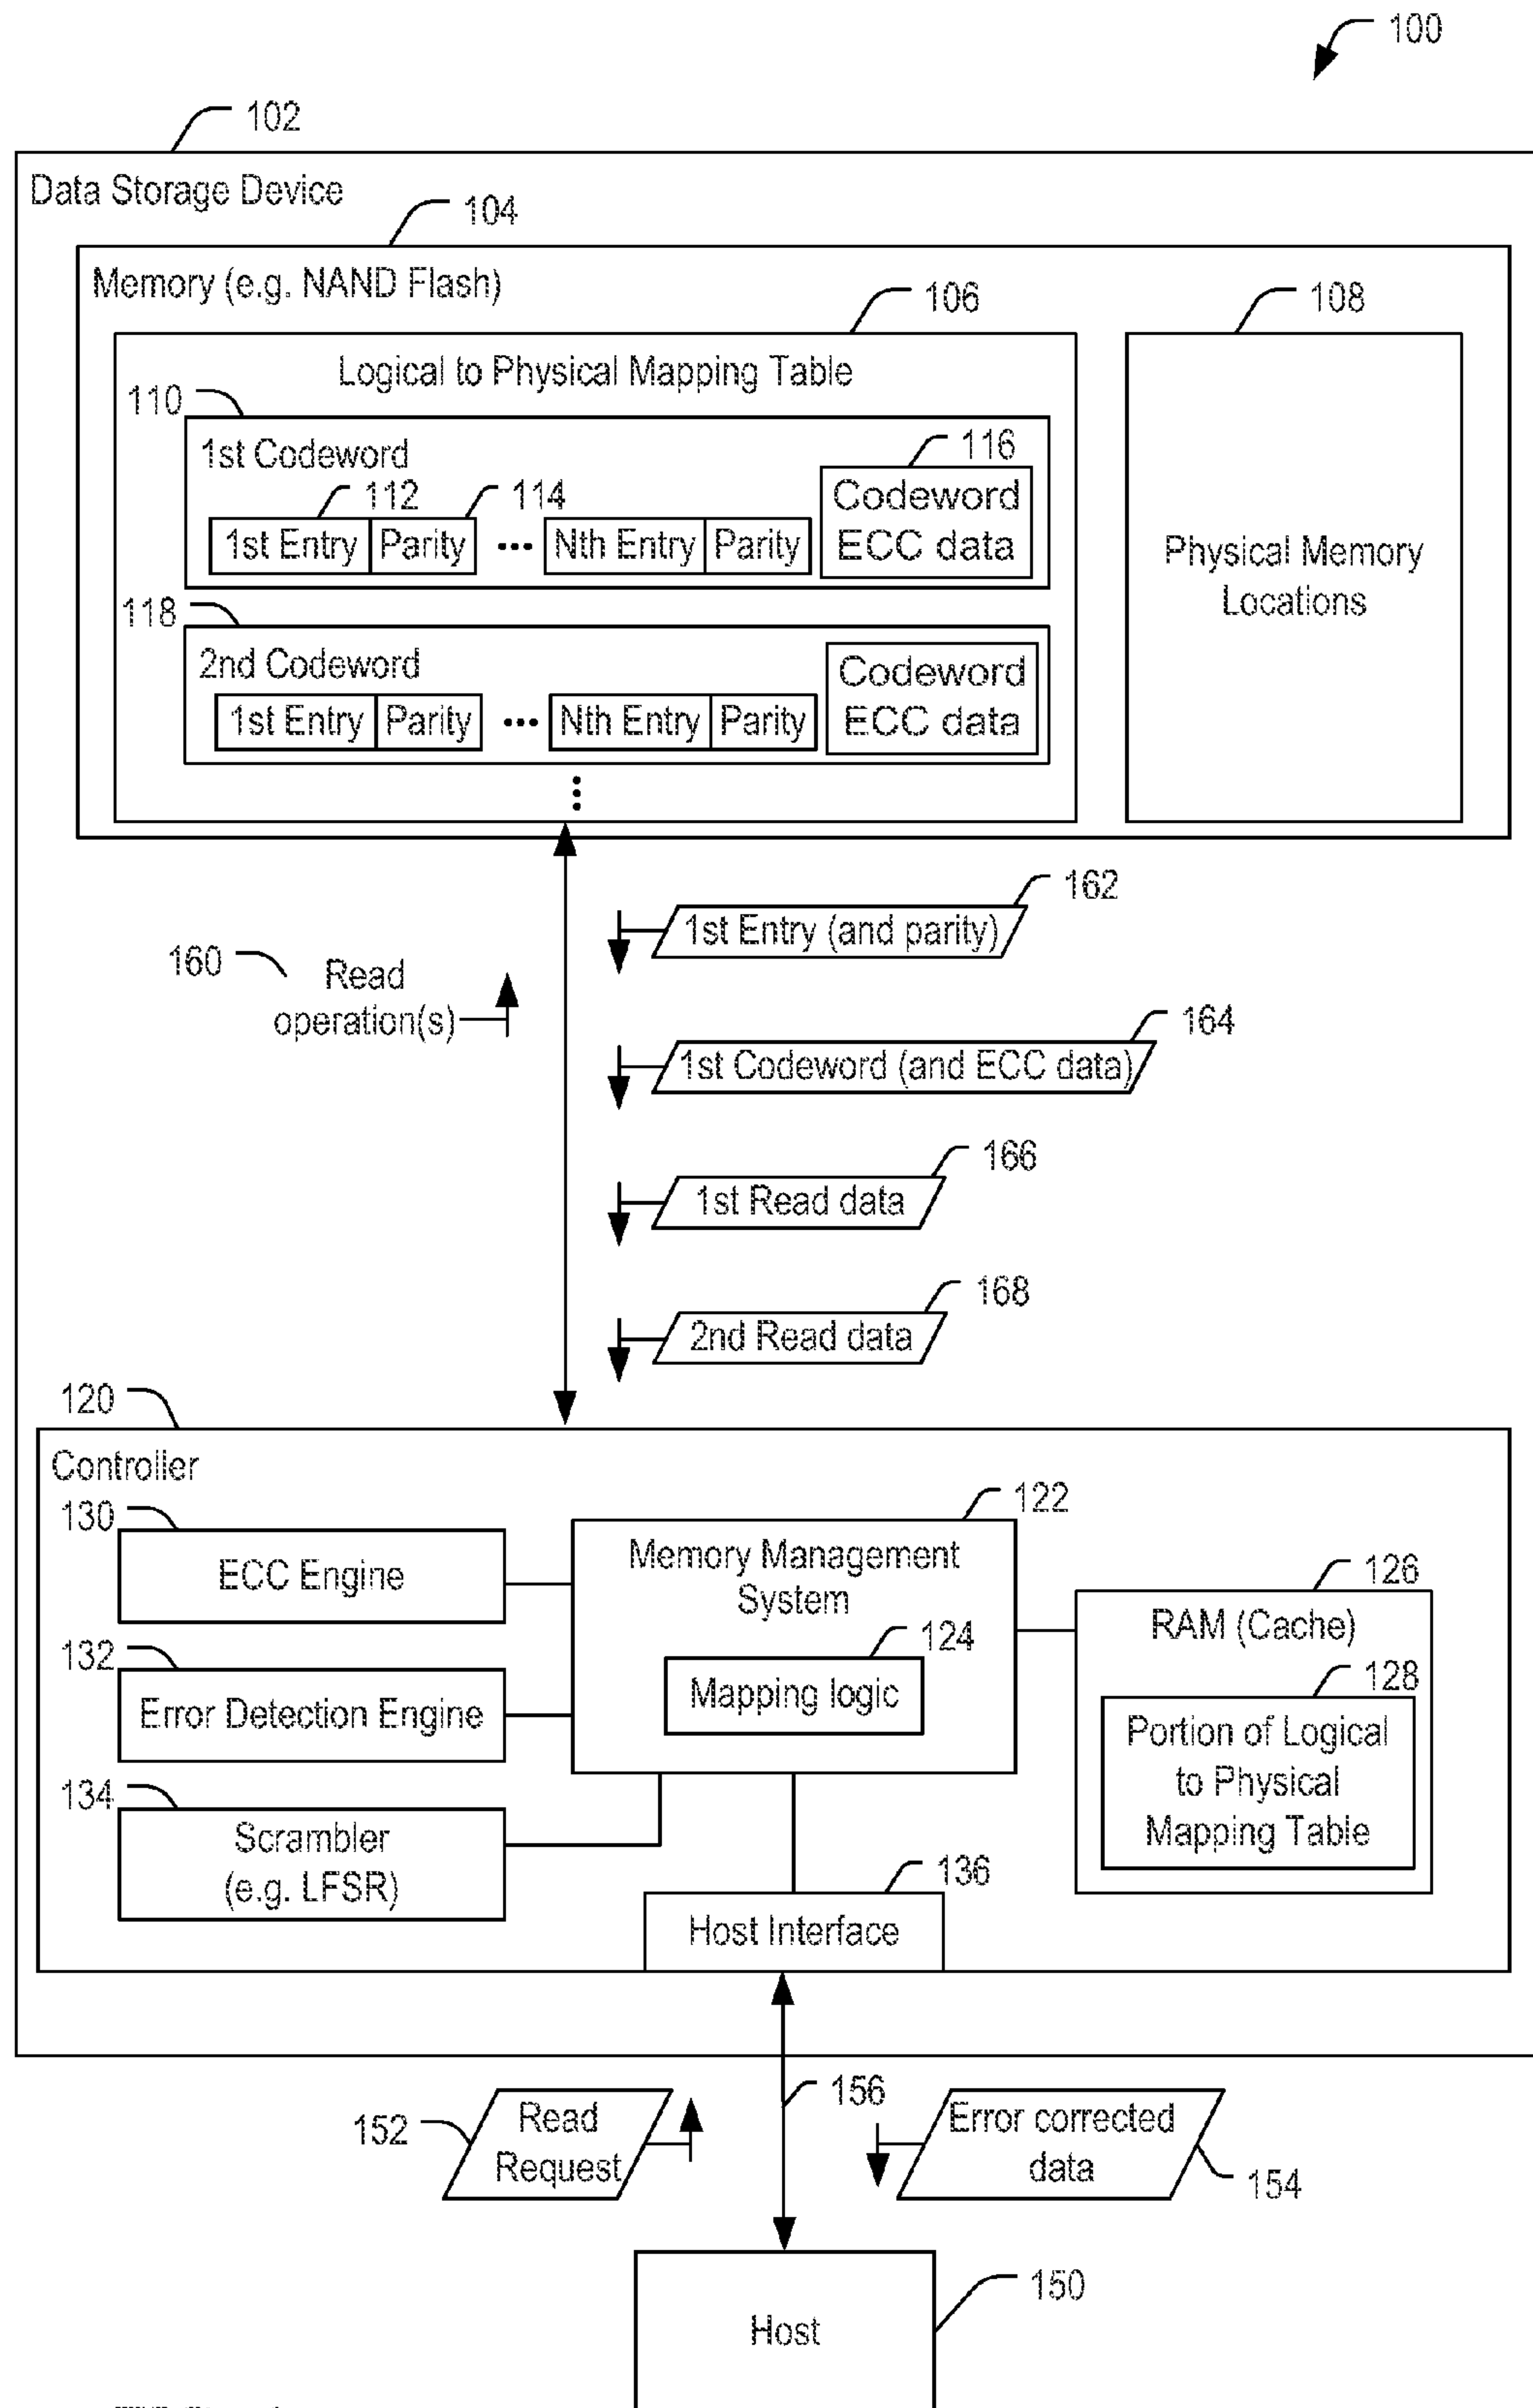 100
102
Data Storage Device
104
Memory (e.g. NAND Flash)
106
108
Logical to Physical Mapping Table
110
1st Codeword
116
112
114
Codeword
ECC data
1st Entry Parity ... Nth Entry Parity
Physical Memory
Locations
118
2nd Codeword
Codeword
ECC data
1st Entry Parity ... Nth Entry Parity
162
1st Entry (and parity)
160
Read
operation(s)
164
1st Codeword (and ECC data)
166
1st Read data
168
2nd Read data
120
Controller
130
ECC Engine
122
Memory Management
System
124
Mapping logic
126
RAM (Cache)
128
Portion of Logical
to Physical
Mapping Table
132
Error Detection Engine
134
Scrambler
(e.g. LFSR)
136
Host Interface
152
Read
Request
156
Error corrected
data
154
150
Host